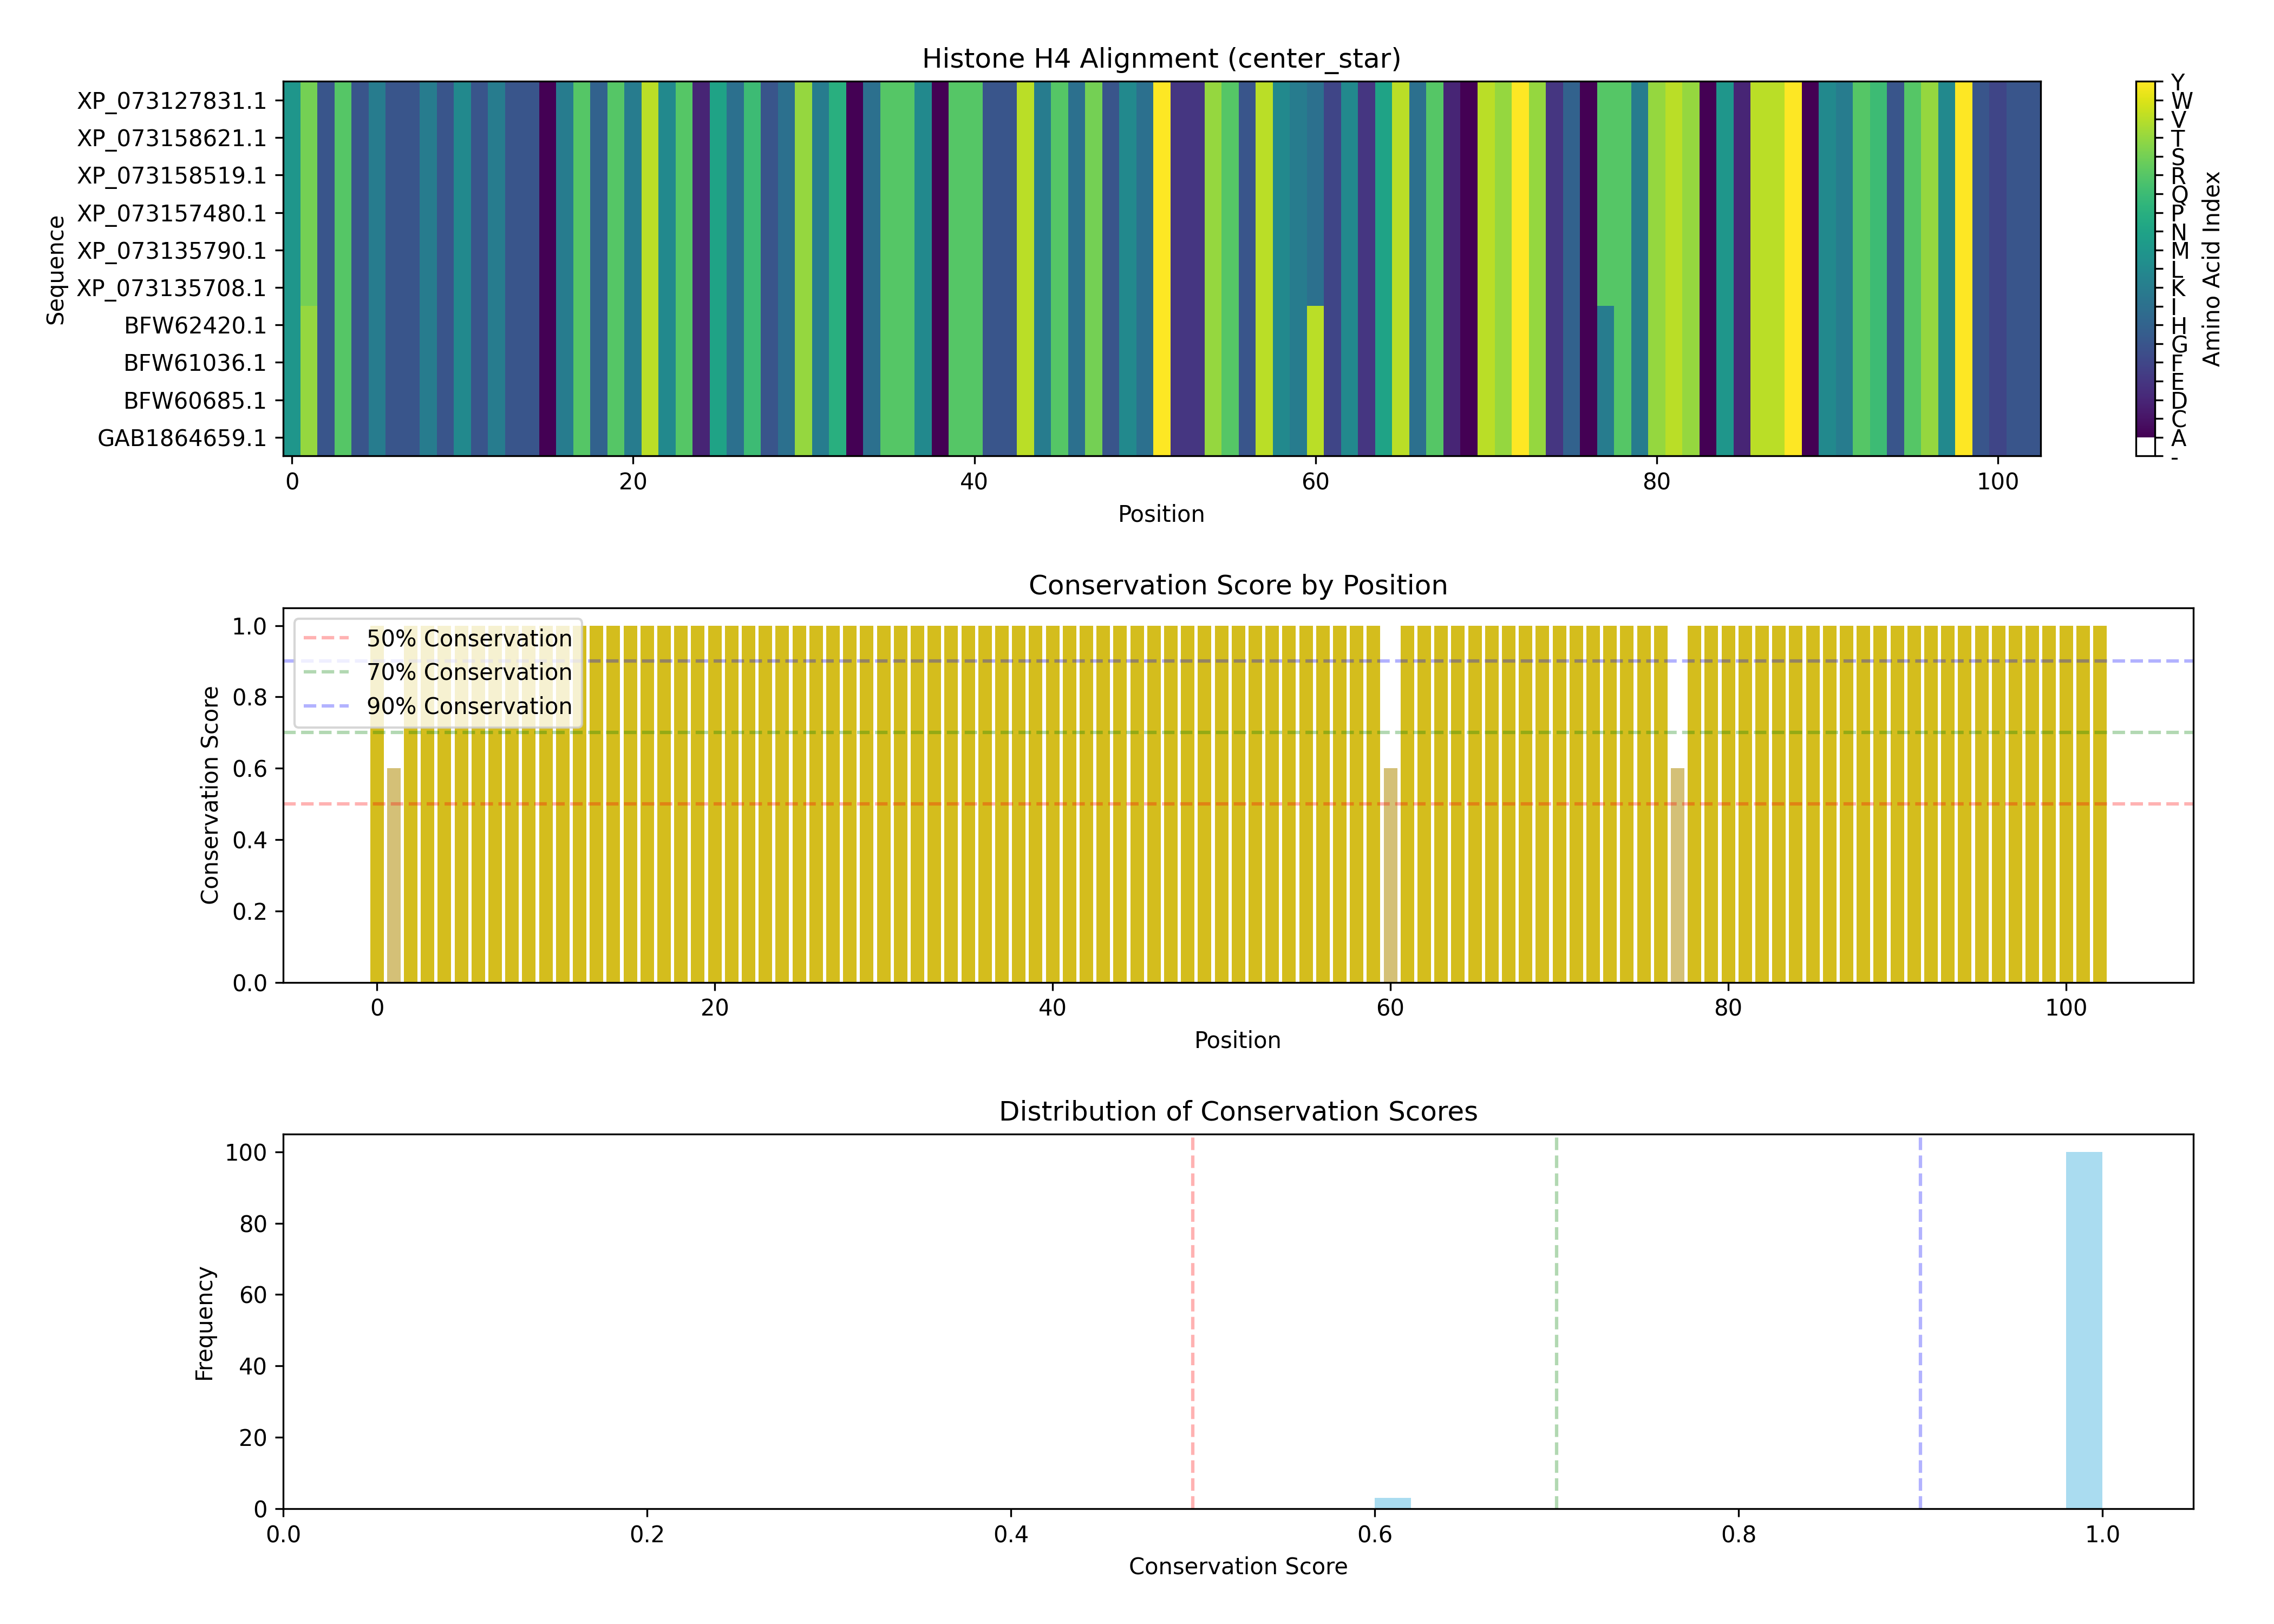 Histone H4 Alignment (center_star)
XP_073127831.1
XP_073158621.1
XP_073158519.1
XP_073157480.1
XP_073135790.1
XP_073135708.1
BFW62420.1
BFW61036.1
BFW60685.1
GAB1864659.1
Sequence
0 20 40 60 80 100
Position
Y
W
V
T
S
R
Q
P
N
M
L
K
I
H
G
F
E
D
C
A
-
Amino Acid Index
Conservation Score by Position
1.0
0.8
0.6
0.4
0.2
0.0
Conservation Score
50% Conservation
70% Conservation
90% Conservation
0 20 40 60 80 100
Position
Distribution of Conservation Scores
100
80
60
40
20
0
Frequency
0.0 0.2 0.4 0.6 0.8 1.0
Conservation Score